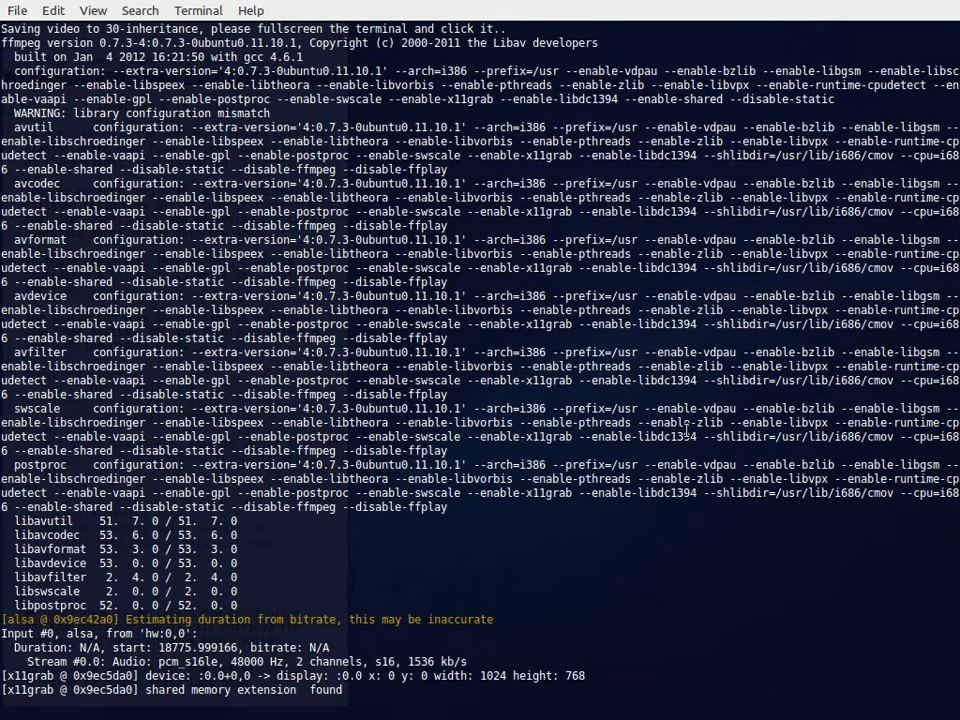 File Edit View Search Terminal Help
Saving video to 30-inheritance, please fullscreen the terminal and click it..
ffmpeg version 0.7.3-4:0.7.3-0ubuntu0.11.10.1, Copyright (c) 2000-2011 the Libav developers
  built on Jan  4 2012 16:21:50 with gcc 4.6.1
  configuration: --extra-version='4:0.7.3-0ubuntu0.11.10.1' --arch=i386 --prefix=/usr --enable-vdpau --enable-bzlib --enable-libgsm --enable-libsc
hroedinger --enable-libspeex --enable-libtheora --enable-libvorbis --enable-pthreads --enable-zlib --enable-libvpx --enable-runtime-cpudetect --en
able-vaapi --enable-gpl --enable-postproc --enable-swscale --enable-x11grab --enable-libdc1394 --enable-shared --disable-static
  WARNING: library configuration mismatch
  avutil      configuration: --extra-version='4:0.7.3-0ubuntu0.11.10.1' --arch=i386 --prefix=/usr --enable-vdpau --enable-bzlib --enable-libgsm --
enable-libschroedinger --enable-libspeex --enable-libtheora --enable-libvorbis --enable-pthreads --enable-zlib --enable-libvpx --enable-runtime-cp
udetect --enable-vaapi --enable-gpl --enable-postproc --enable-swscale --enable-x11grab --enable-libdc1394 --shlibdir=/usr/lib/i686/cmov --cpu=i68
6 --enable-shared --disable-static --disable-ffmpeg --disable-ffplay
  avcodec     configuration: --extra-version='4:0.7.3-0ubuntu0.11.10.1' --arch=i386 --prefix=/usr --enable-vdpau --enable-bzlib --enable-libgsm --
enable-libschroedinger --enable-libspeex --enable-libtheora --enable-libvorbis --enable-pthreads --enable-zlib --enable-libvpx --enable-runtime-cp
udetect --enable-vaapi --enable-gpl --enable-postproc --enable-swscale --enable-x11grab --enable-libdc1394 --shlibdir=/usr/lib/i686/cmov --cpu=i68
6 --enable-shared --disable-static --disable-ffmpeg --disable-ffplay
  avformat    configuration: --extra-version='4:0.7.3-0ubuntu0.11.10.1' --arch=i386 --prefix=/usr --enable-vdpau --enable-bzlib --enable-libgsm --
enable-libschroedinger --enable-libspeex --enable-libtheora --enable-libvorbis --enable-pthreads --enable-zlib --enable-libvpx --enable-runtime-cp
udetect --enable-vaapi --enable-gpl --enable-postproc --enable-swscale --enable-x11grab --enable-libdc1394 --shlibdir=/usr/lib/i686/cmov --cpu=i68
6 --enable-shared --disable-static --disable-ffmpeg --disable-ffplay
  avdevice    configuration: --extra-version='4:0.7.3-0ubuntu0.11.10.1' --arch=i386 --prefix=/usr --enable-vdpau --enable-bzlib --enable-libgsm --
enable-libschroedinger --enable-libspeex --enable-libtheora --enable-libvorbis --enable-pthreads --enable-zlib --enable-libvpx --enable-runtime-cp
udetect --enable-vaapi --enable-gpl --enable-postproc --enable-swscale --enable-x11grab --enable-libdc1394 --shlibdir=/usr/lib/i686/cmov --cpu=i68
6 --enable-shared --disable-static --disable-ffmpeg --disable-ffplay
  avfilter    configuration: --extra-version='4:0.7.3-0ubuntu0.11.10.1' --arch=i386 --prefix=/usr --enable-vdpau --enable-bzlib --enable-libgsm --
enable-libschroedinger --enable-libspeex --enable-libtheora --enable-libvorbis --enable-pthreads --enable-zlib --enable-libvpx --enable-runtime-cp
udetect --enable-vaapi --enable-gpl --enable-postproc --enable-swscale --enable-x11grab --enable-libdc1394 --shlibdir=/usr/lib/i686/cmov --cpu=i68
6 --enable-shared --disable-static --disable-ffmpeg --disable-ffplay
  swscale     configuration: --extra-version='4:0.7.3-0ubuntu0.11.10.1' --arch=i386 --prefix=/usr --enable-vdpau --enable-bzlib --enable-libgsm --
enable-libschroedinger --enable-libspeex --enable-libtheora --enable-libvorbis --enable-pthreads --enable-zlib --enable-libvpx --enable-runtime-cp
udetect --enable-vaapi --enable-gpl --enable-postproc --enable-swscale --enable-x11grab --enable-libdc1394 --shlibdir=/usr/lib/i686/cmov --cpu=i68
6 --enable-shared --disable-static --disable-ffmpeg --disable-ffplay
  postproc    configuration: --extra-version='4:0.7.3-0ubuntu0.11.10.1' --arch=i386 --prefix=/usr --enable-vdpau --enable-bzlib --enable-libgsm --
enable-libschroedinger --enable-libspeex --enable-libtheora --enable-libvorbis --enable-pthreads --enable-zlib --enable-libvpx --enable-runtime-cp
udetect --enable-vaapi --enable-gpl --enable-postproc --enable-swscale --enable-x11grab --enable-libdc1394 --shlibdir=/usr/lib/i686/cmov --cpu=i68
6 --enable-shared --disable-static --disable-ffmpeg --disable-ffplay
  libavutil    51.  7. 0 / 51.  7. 0
  libavcodec   53.  6. 0 / 53.  6. 0
  libavformat  53.  3. 0 / 53.  3. 0
  libavdevice  53.  0. 0 / 53.  0. 0
  libavfilter   2.  4. 0 /  2.  4. 0
  libswscale    2.  0. 0 /  2.  0. 0
  libpostproc  52.  0. 0 / 52.  0. 0
[alsa @ 0x9ec42a0] Estimating duration from bitrate, this may be inaccurate
Input #0, alsa, from 'hw:0,0':
  Duration: N/A, start: 18775.999166, bitrate: N/A
    Stream #0.0: Audio: pcm_s16le, 48000 Hz, 2 channels, s16, 1536 kb/s
[x11grab @ 0x9ec5da0] device: :0.0+0,0 -> display: :0.0 x: 0 y: 0 width: 1024 height: 768
[x11grab @ 0x9ec5da0] shared memory extension  found